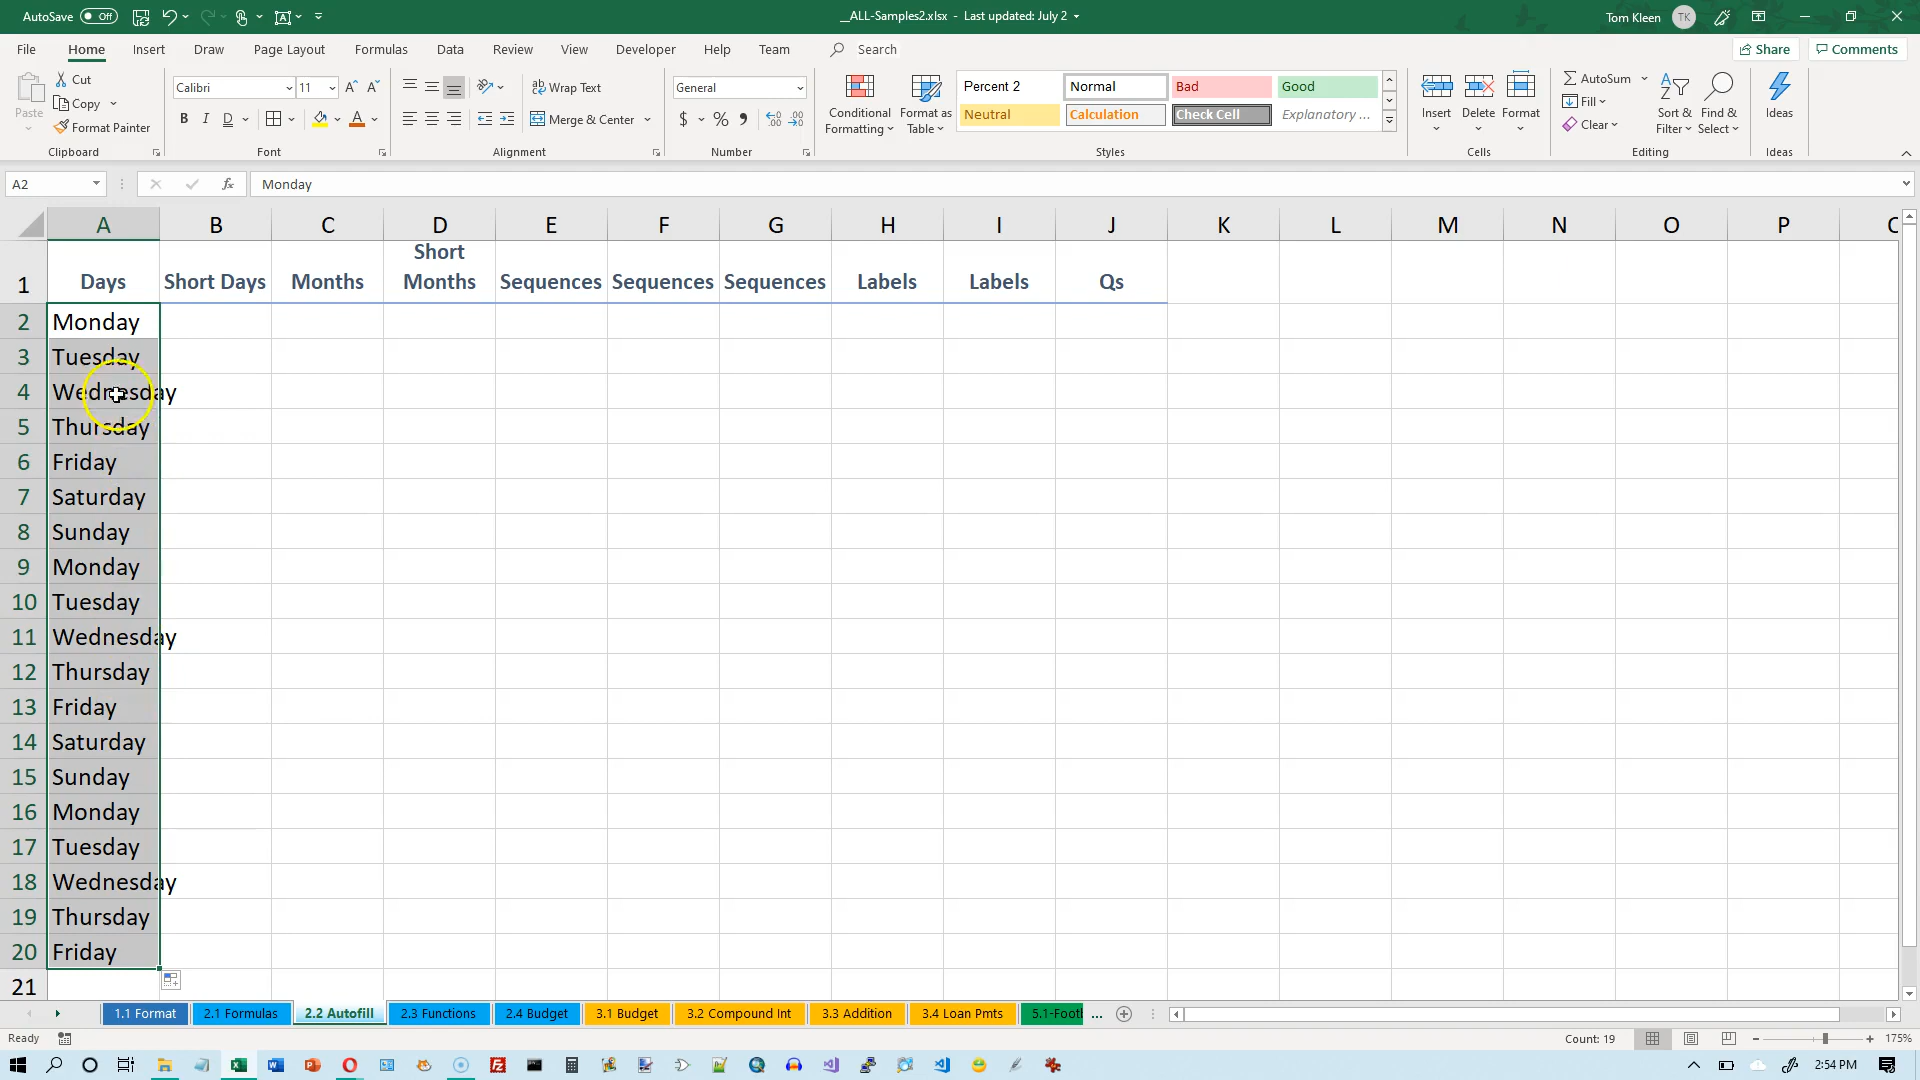 AutoSave Off __ALL-Samples2.xlsx - Last updated: July 2 Tom Kleen TK
File Home Insert Draw Page Layout Formulas Data Review View Developer Help Team Search Share Comments
Paste Cut Copy Format Painter Clipboard
Calibri 11 A A B I D A Font
ab Wrap Text Merge & Center Alignment
General $ % , Number
Conditional Formatting Format as Table
Percent 2 Normal Bad Good
Neutral Calculation Check Cell Explanatory ...
Styles
Insert Delete Format Cells
AutoSum Fill Clear Sort & Filter Find & Select Editing
Ideas Ideas
A2 fx Monday
A B C D E F G H I J K L M N O P
1 Days Short Days Months Short Months Sequences Sequences Sequences Labels Labels Qs
2 Monday
3 Tuesday
4 Wednesday
5 Thursday
6 Friday
7 Saturday
8 Sunday
9 Monday
10 Tuesday
11 Wednesday
12 Thursday
13 Friday
14 Saturday
15 Sunday
16 Monday
17 Tuesday
18 Wednesday
19 Thursday
20 Friday
21
1.1 Format 2.1 Formulas 2.2 Autofill 2.3 Functions 2.4 Budget 3.1 Budget 3.2 Compound Int 3.3 Addition 3.4 Loan Pmts 5.1-Foot ...
Ready Count: 19 175%
2:54 PM